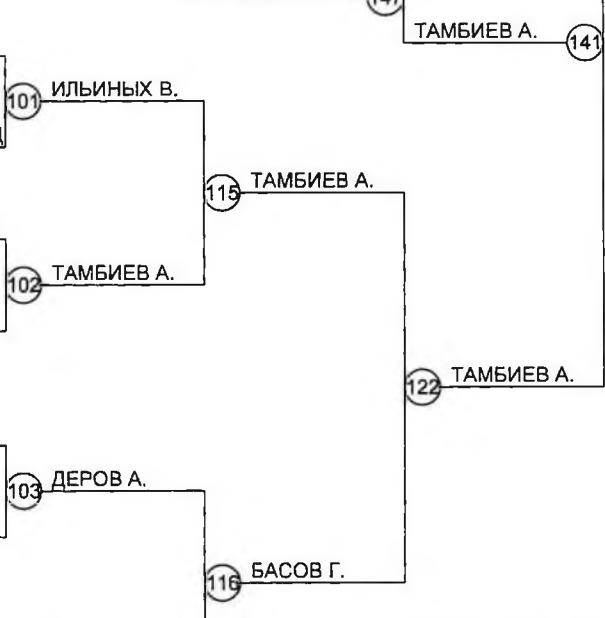 ТАМБИЕВ А.
141
101 ИЛЬИНЫХ В.
115 ТАМБИЕВ А.
102 ТАМБИЕВ А.
122 ТАМБИЕВ А.
103 ДЕРОВ А.
116 БАСОВ Г.